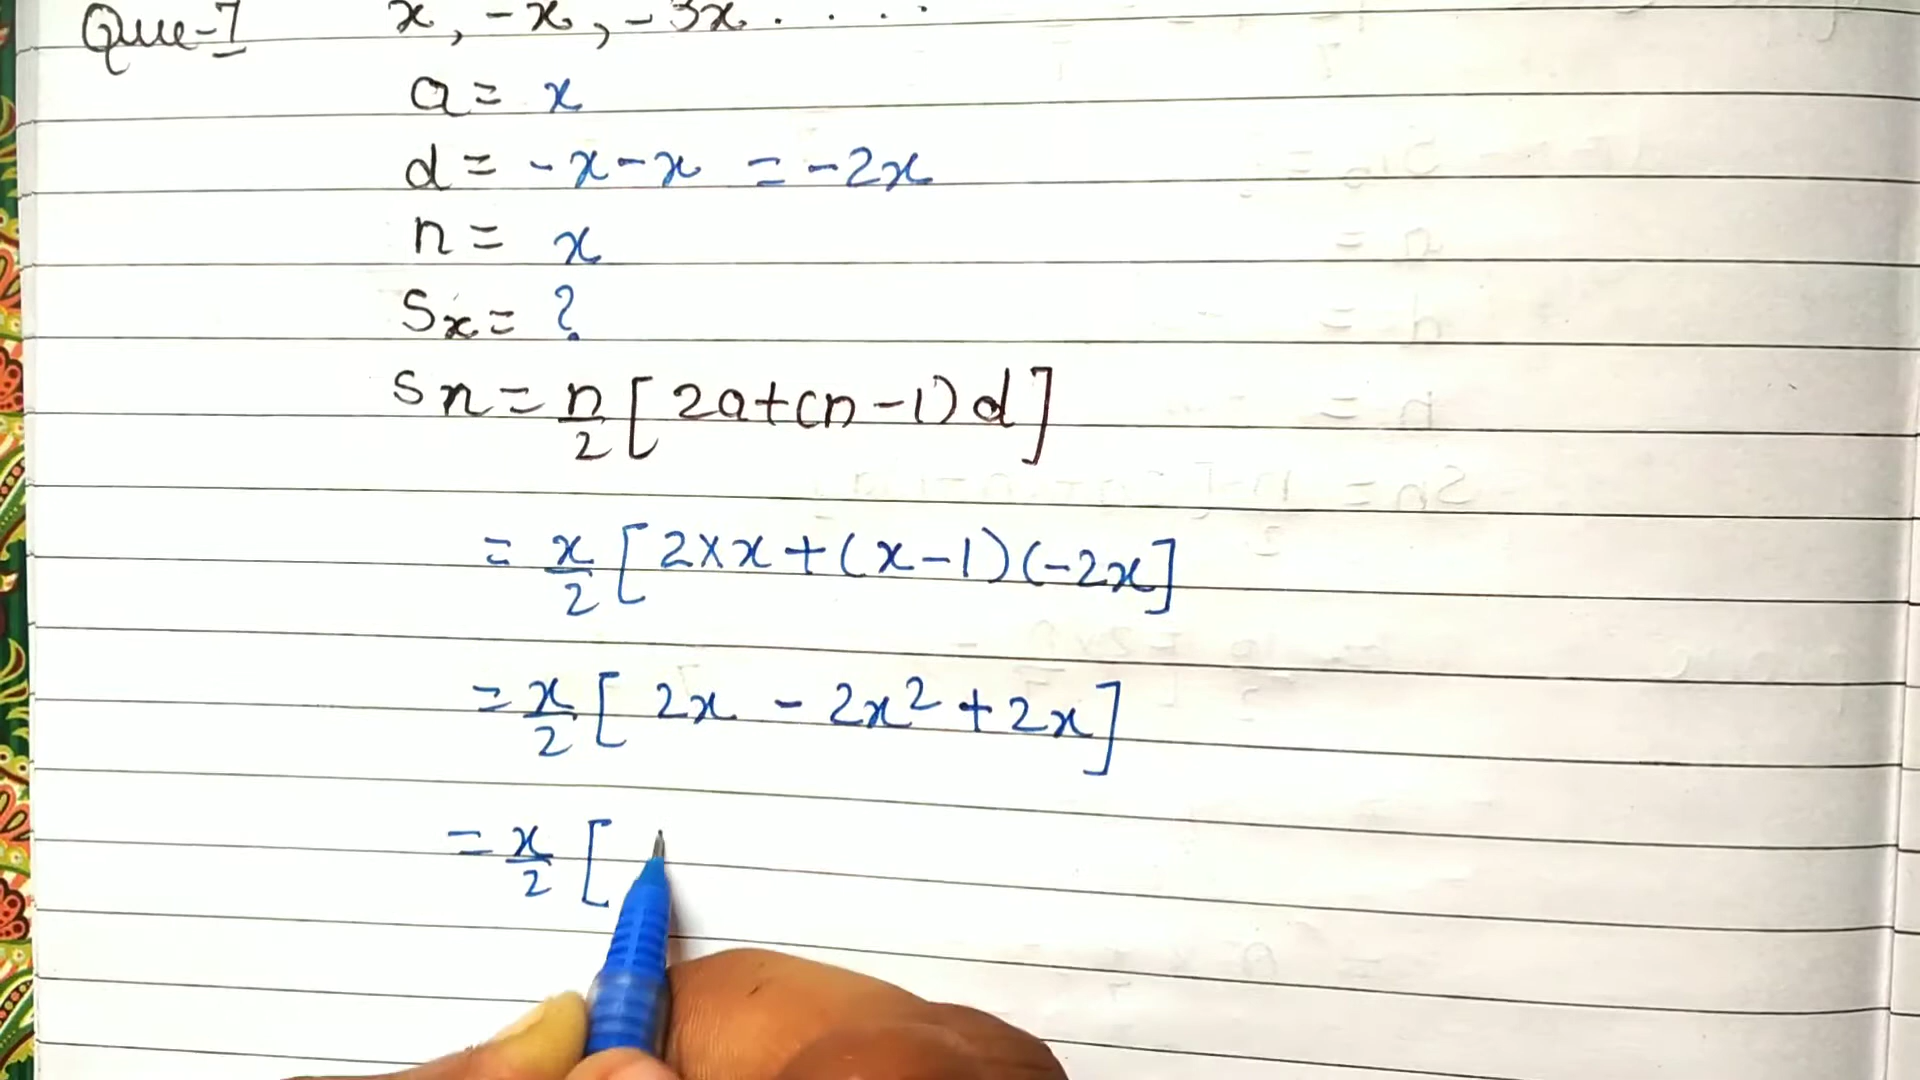 Que-7 x, -x, -3x.....
a = x
d = -x-x = -2x
n = x
Sx = ?
Sn = n/2 [2a+(n-1)d]
= x/2 [2×x+(x-1)(-2x]
= x/2 [2x - 2x² + 2x]
= x/2 [